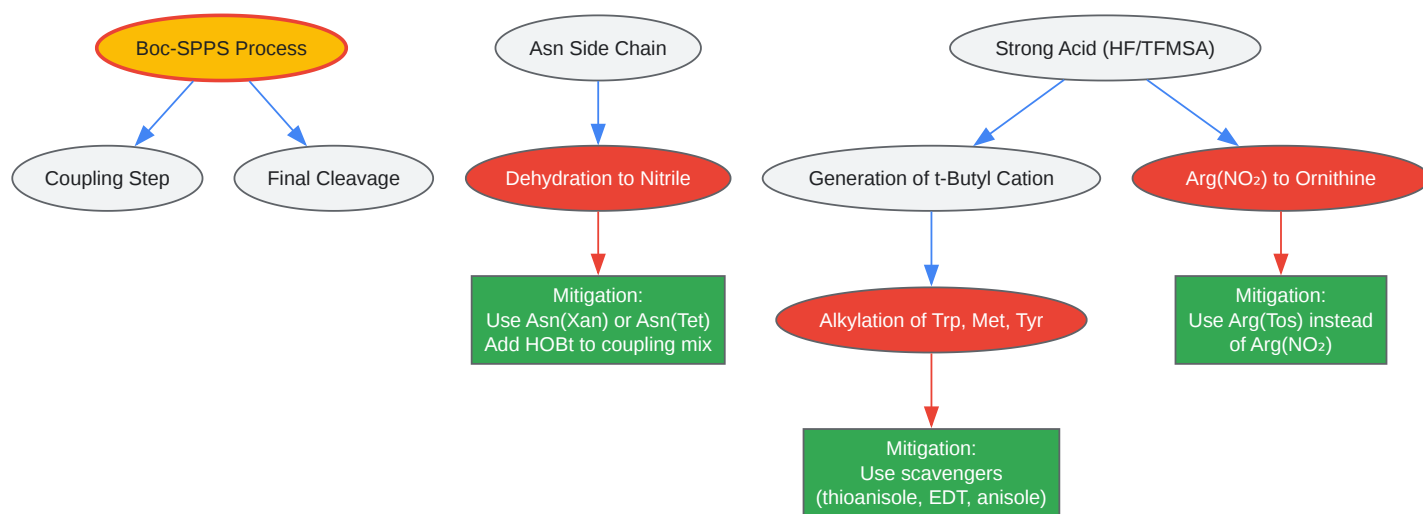 Boc-SPPS Process
Asn Side Chain
Strong Acid (HF/TFMSA)
Coupling Step
Final Cleavage
Dehydration to Nitrile
Generation of t-Butyl Cation
Arg(NO₂) to Ornithine
Mitigation:
Use Asn(Xan) or Asn(Tet)
Add HOBt to coupling mix
Alkylation of Trp, Met, Tyr
Mitigation:
Use Arg(Tos) instead
of Arg(NO₂)
Mitigation:
Use scavengers
(thioanisole, EDT, anisole)